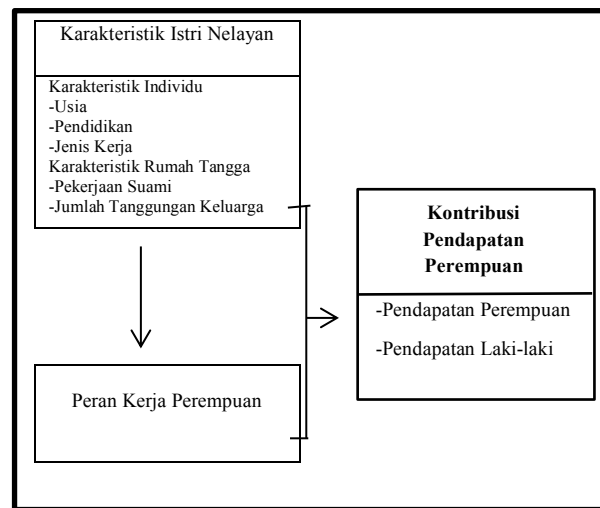 Karakteristik Istri Nelayan
Karakteristik Individu
-Usia
-Pendidikan
-Jenis Kerja
Karakteristik Rumah Tangga
-Pekerjaan Suami
-Jumlah Tanggungan Keluarga
Kontribusi
Pendapatan
Perempuan
-Pendapatan Perempuan
-Pendapatan Laki-laki
Peran Kerja Perempuan